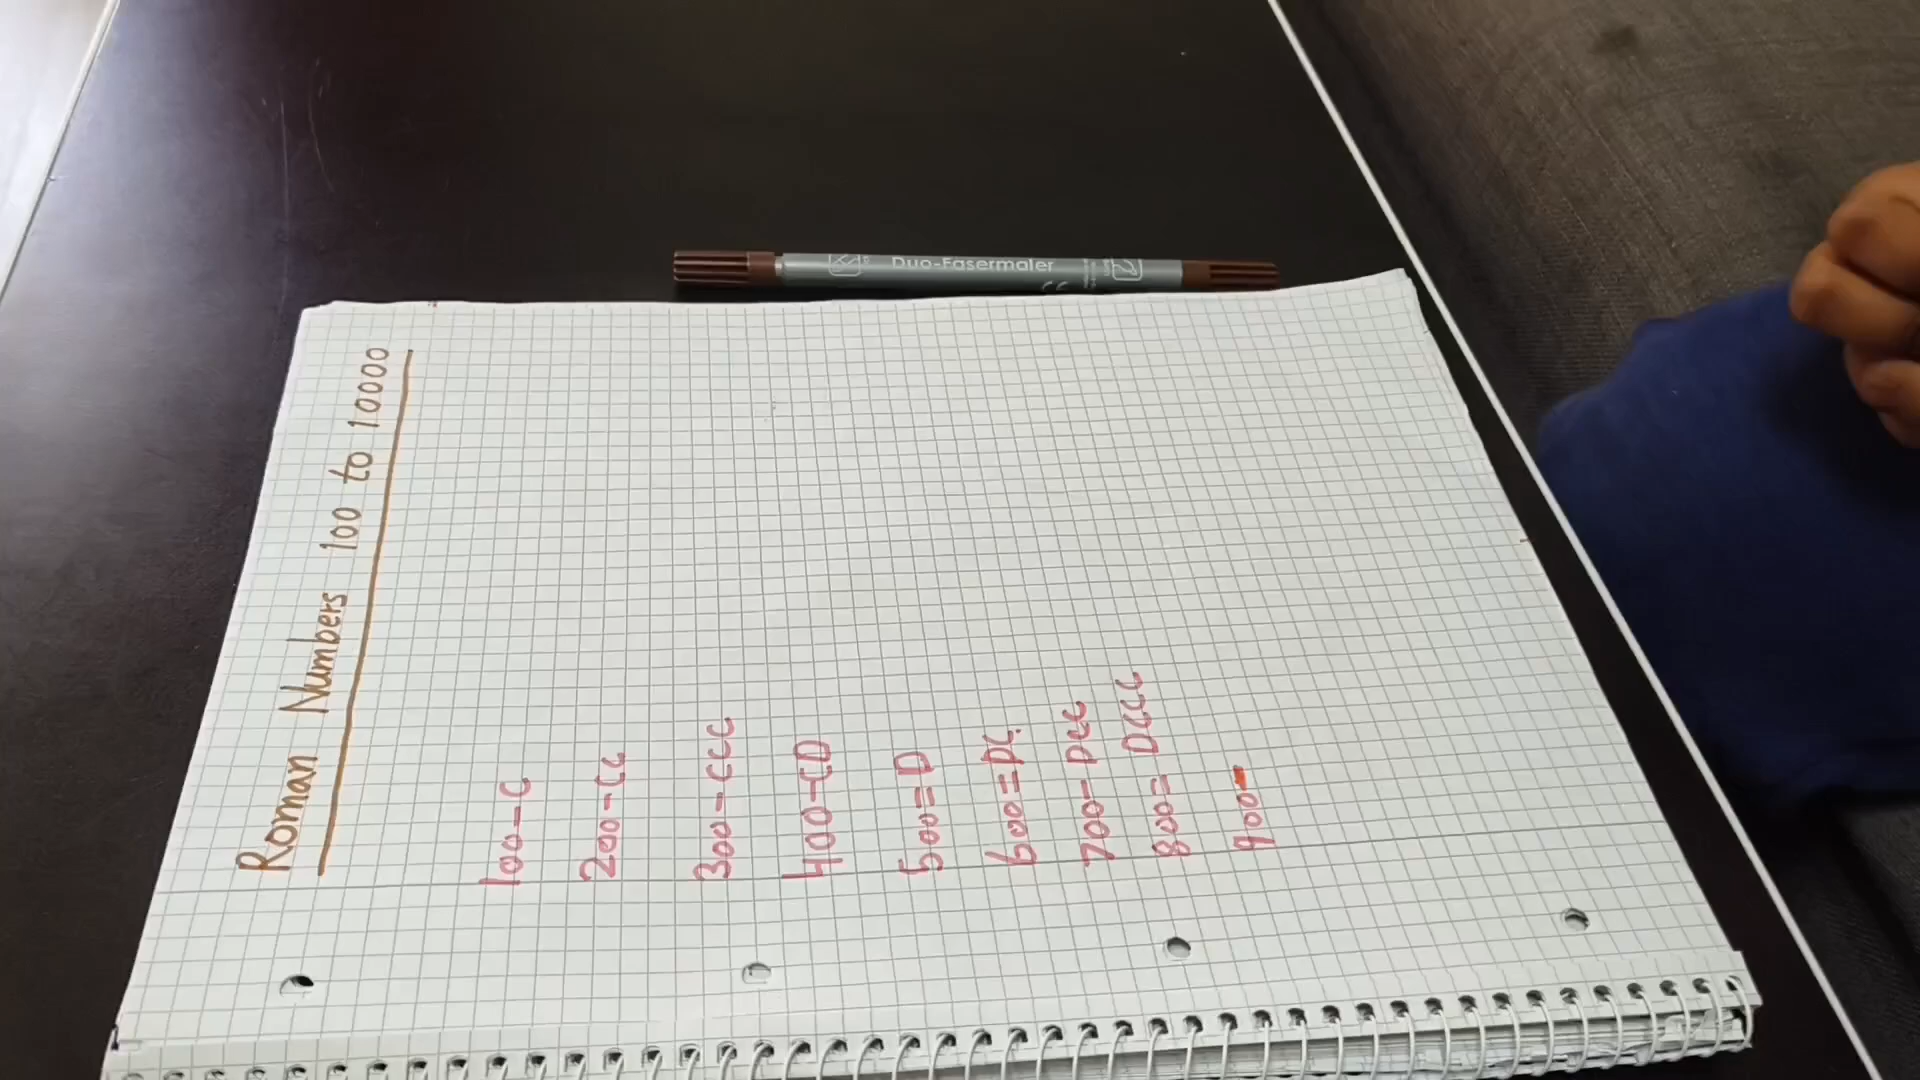 Roman Numbers 100 to 10000
100-C
200-CC
300-CCC
400-CD
500=D
600=DC.
700-DCC
800= DCCC
900-
Duo-Fasermaler